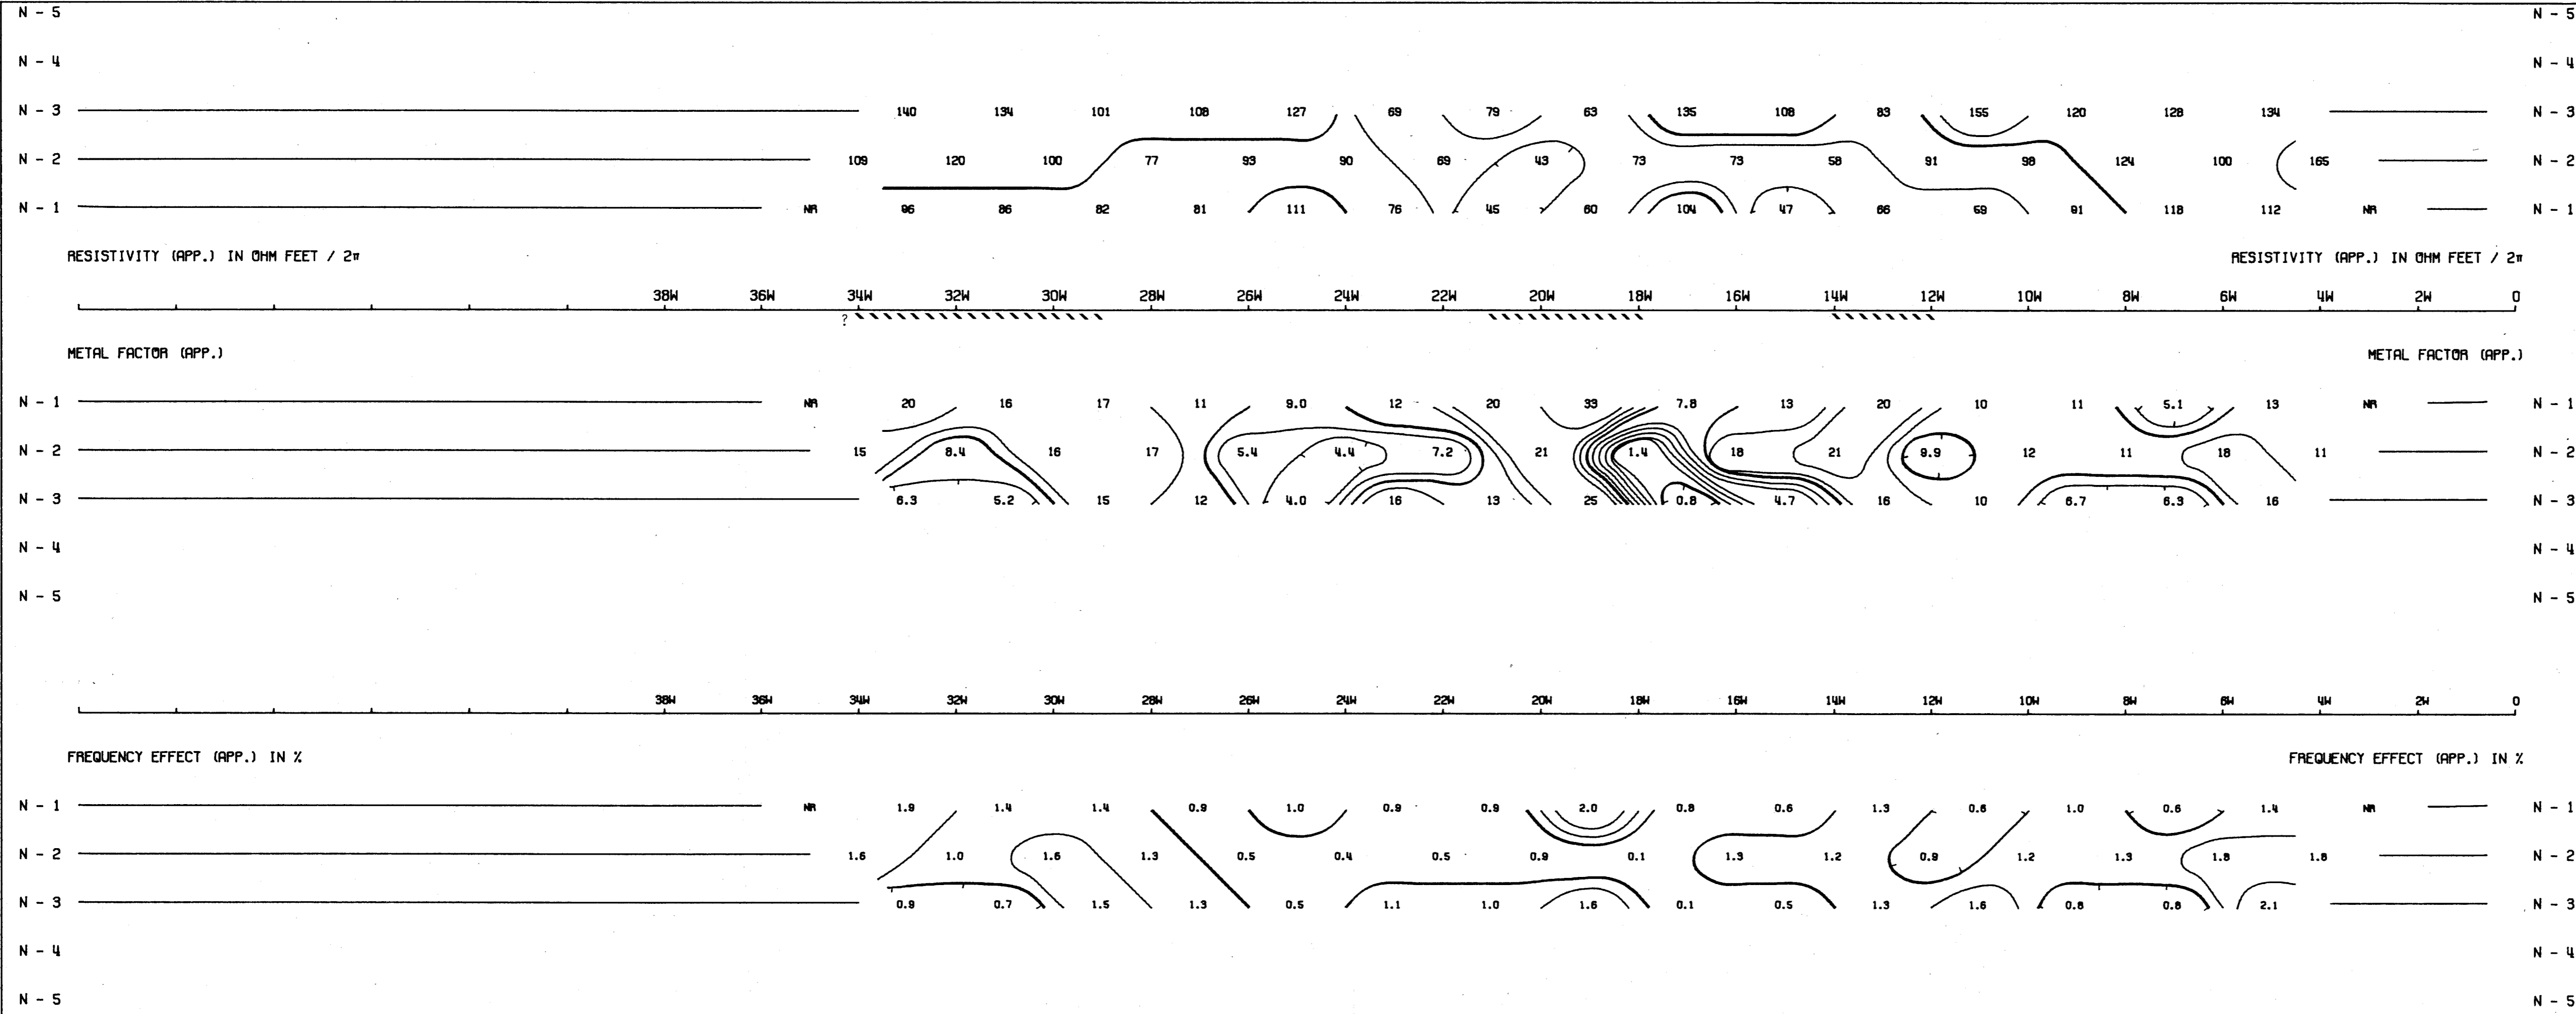 N - 5 N - 5
N - 4 N - 4
N - 3 140 134 101 108 127 69 79 63 135 108 83 155 120 128 134 N - 3
N - 2 109 120 100 77 93 90 69 43 73 73 58 91 98 124 100 165 N - 2
N - 1 NR 96 86 82 81 111 76 45 60 104 47 66 59 91 118 112 NR N - 1
RESISTIVITY (APP.) IN OHM FEET / 2π RESISTIVITY (APP.) IN OHM FEET / 2π
38W 36W 34W 32W 30W 28W 26W 24W 22W 20W 18W 16W 14W 12W 10W 8W 6W 4W 2W 0
?
METAL FACTOR (APP.) METAL FACTOR (APP.)
N - 1 NR 20 16 17 11 9.0 12 20 33 7.8 13 20 10 11 5.1 13 NR N - 1
N - 2 15 8.4 16 17 5.4 4.4 7.2 21 1.4 18 21 9.9 12 11 18 11 N - 2
N - 3 6.3 5.2 15 12 4.0 16 13 25 0.8 4.7 16 10 6.7 6.3 16 N - 3
N - 4 N - 4
N - 5 N - 5
38W 36W 34W 32W 30W 28W 26W 24W 22W 20W 18W 16W 14W 12W 10W 8W 6W 4W 2W 0
FREQUENCY EFFECT (APP.) IN % FREQUENCY EFFECT (APP.) IN %
N - 1 NR 1.9 1.4 1.4 0.9 1.0 0.9 0.9 2.0 0.8 0.6 1.3 0.6 1.0 0.6 1.4 NR N - 1
N - 2 1.6 1.0 1.6 1.3 0.5 0.4 0.5 0.9 0.1 1.3 1.2 0.9 1.2 1.3 1.8 1.8 N - 2
N - 3 0.9 0.7 1.5 1.3 0.5 1.1 1.0 1.6 0.1 0.5 1.3 1.6 0.8 0.8 2.1 N - 3
N - 4 N - 4
N - 5 N - 5